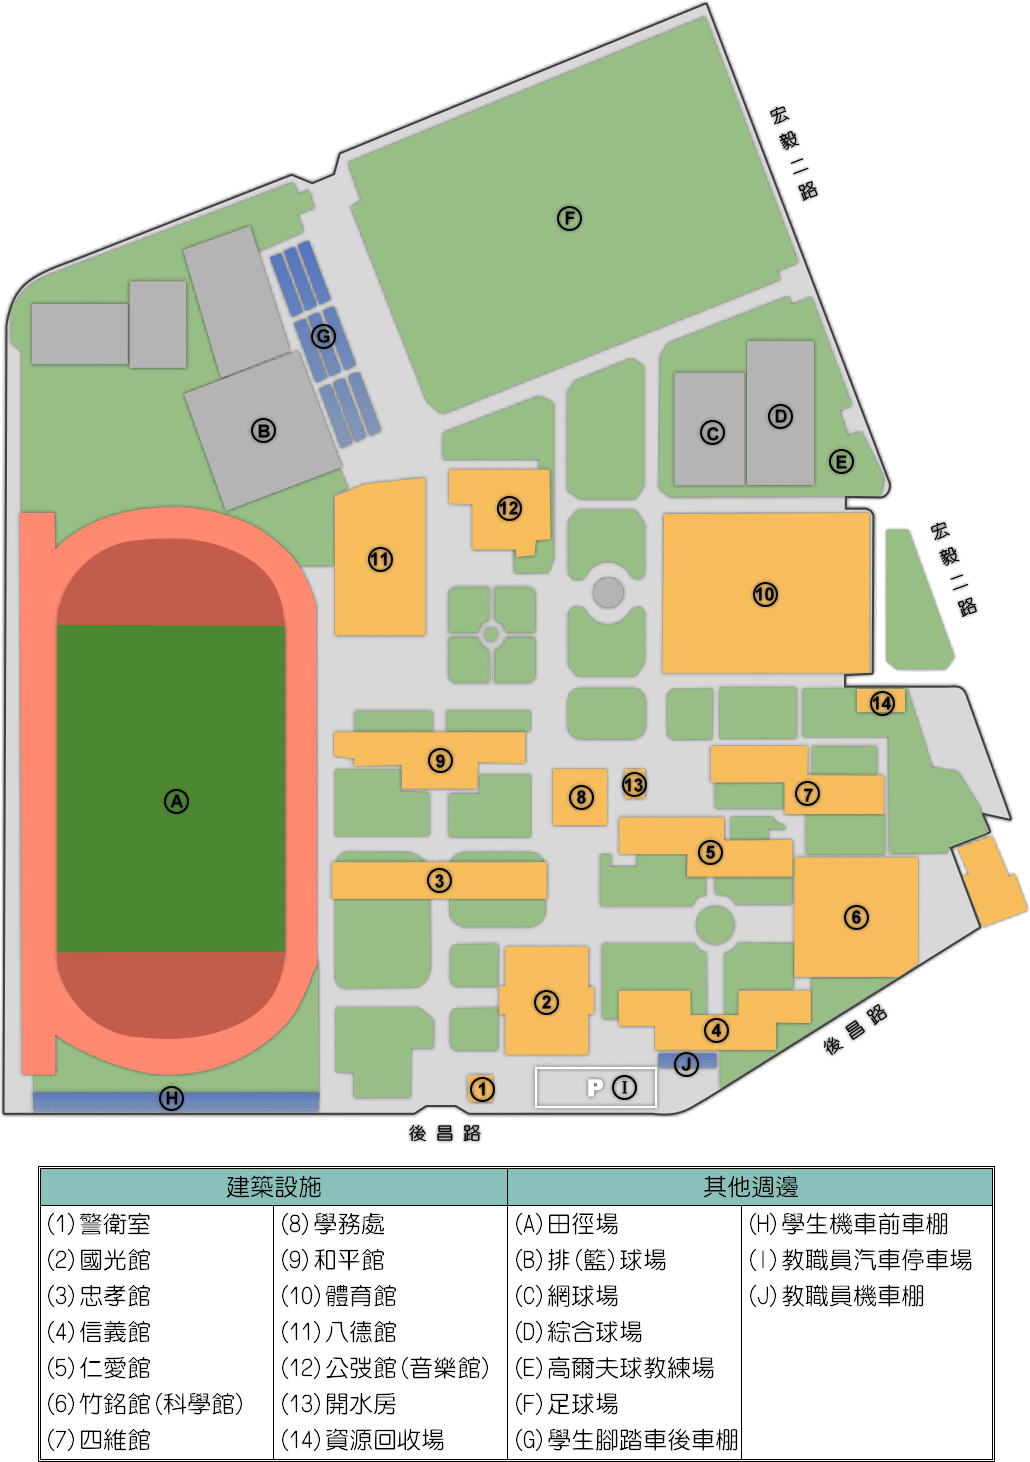 宏毅二路
F
G
B
D
C
E
12
11
宏毅二路
10
14
9
8
13
7
A
5
3
6
2
4
後昌路
J
1
P I
H
後昌路
建築設施 其他週邊
(1)警衛室 (8)學務處 (A)田徑場 (H)學生機車前車棚
(2)國光館 (9)和平館 (B)排(籃)球場 (I)教職員汽車停車場
(3)忠孝館 (10)體育館 (C)網球場 (J)教職員機車棚
(4)信義館 (11)八德館 (D)綜合球場
(5)仁愛館 (12)公弢館(音樂館) (E)高爾夫球教練場
(6)竹銘館(科學館) (13)開水房 (F)足球場
(7)四維館 (14)資源回收場 (G)學生腳踏車後車棚